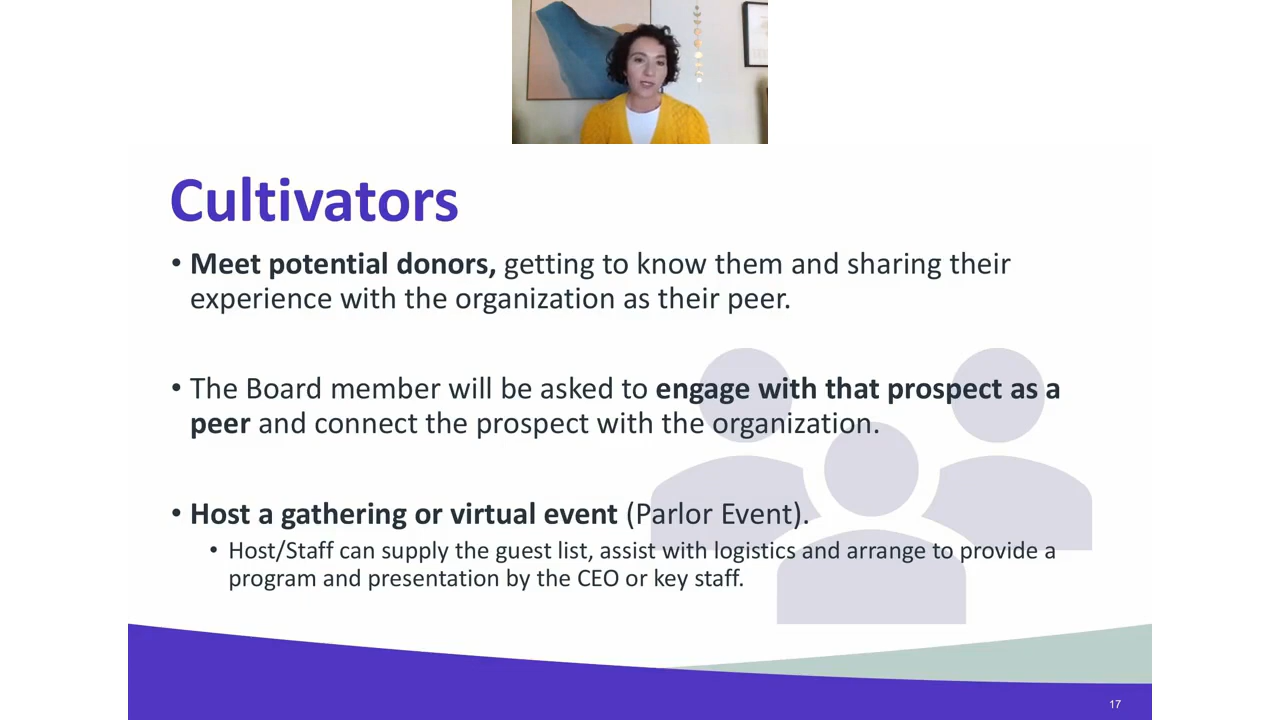 Cultivators
• Meet potential donors, getting to know them and sharing their
experience with the organization as their peer.
• The Board member will be asked to engage with that prospect as a
peer and connect the prospect with the organization.
• Host a gathering or virtual event (Parlor Event).
• Host/Staff can supply the guest list, assist with logistics and arrange to provide a
program and presentation by the CEO or key staff.
17